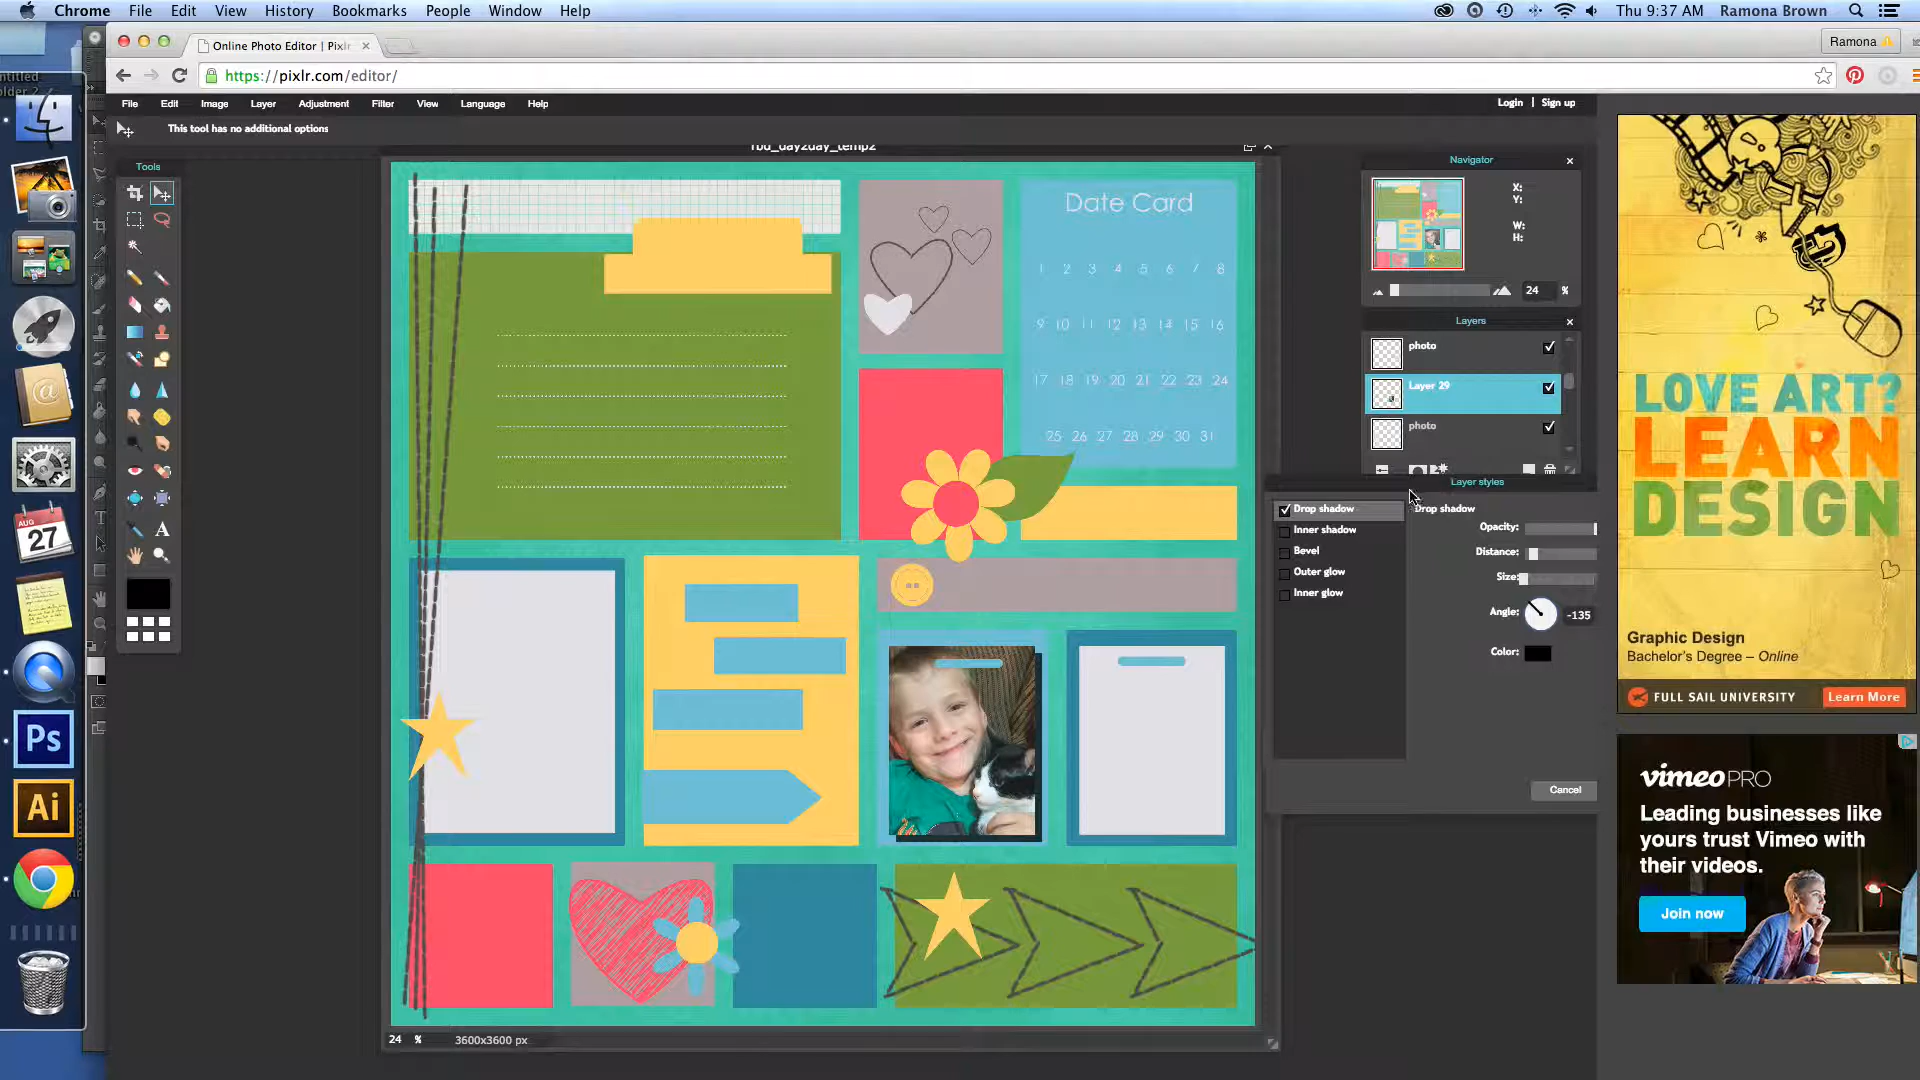 Chrome File Edit View History Bookmarks People Window Help
Thu 9:37 AM Ramona Brown
Online Photo Editor | Pixlr
Ramona
https://pixlr.com/editor/
File Edit Image Layer Adjustment Filter View Language Help
Login | Sign up
This tool has no additional options
rbd_day2day_temp2
Tools
Navigator
X:
Y:
W:
H:
24 %
Layers
photo
Layer 29
photo
Layer styles
Drop shadow
Inner shadow
Bevel
Outer glow
Inner glow
Drop shadow
Opacity:
Distance:
Size:
Angle: -135
Color:
Cancel
Date Card
1 2 3 4 5 6 7 8
9 10 11 12 13 14 15 16
17 18 19 20 21 22 23 24
25 26 27 28 29 30 31
24 % 3600x3600 px
AUG
27
Ps
Ai
LOVE ART?
LEARN
DESIGN
Graphic Design
Bachelor's Degree – Online
FULL SAIL UNIVERSITY
Learn More
vimeo PRO
Leading businesses like
yours trust Vimeo with
their videos.
Join now